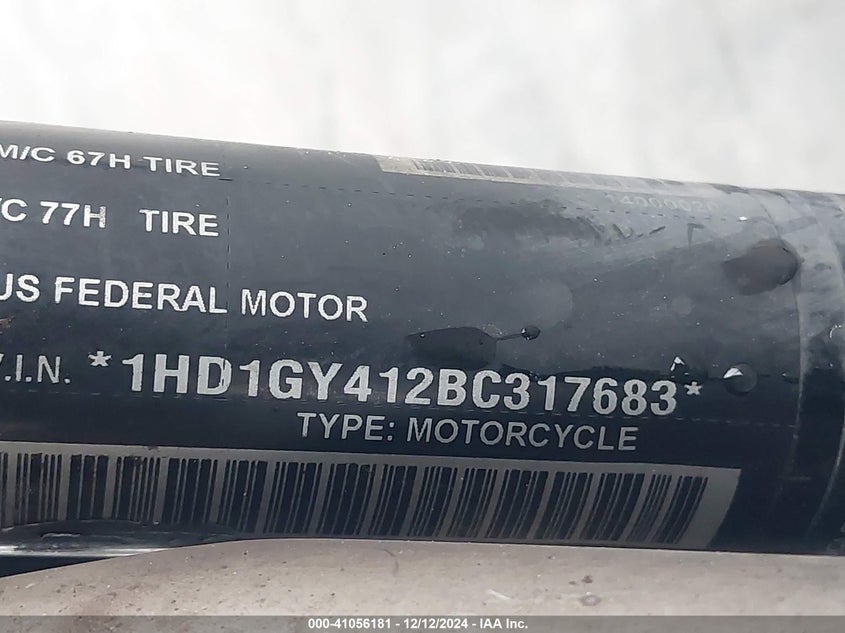 M/C 67H TIRE
/C 77H TIRE
US FEDERAL MOTOR
V.I.N. *1HD1GY412BC317683*
TYPE: MOTORCYCLE
000-41056181 - 12/12/2024 - IAA Inc.